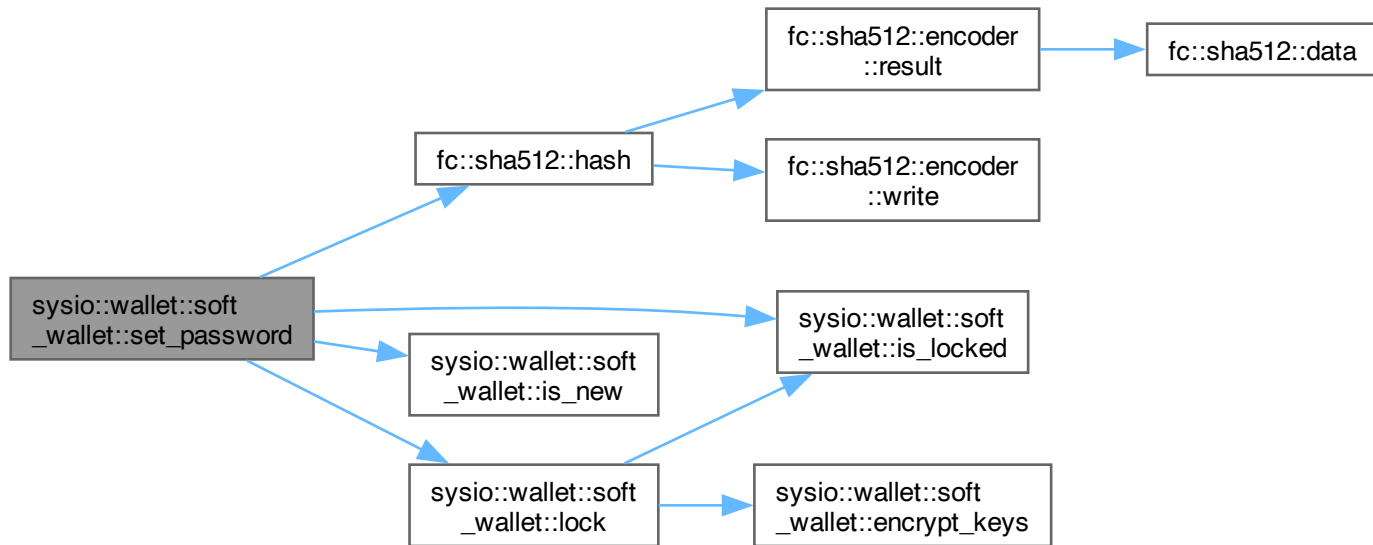 fc::sha512::encoder
::result
fc::sha512::data
fc::sha512::hash
fc::sha512::encoder
::write
sysio::wallet::soft
_wallet::set_password
sysio::wallet::soft
_wallet::is_locked
sysio::wallet::soft
_wallet::is_new
sysio::wallet::soft
_wallet::lock
sysio::wallet::soft
_wallet::encrypt_keys